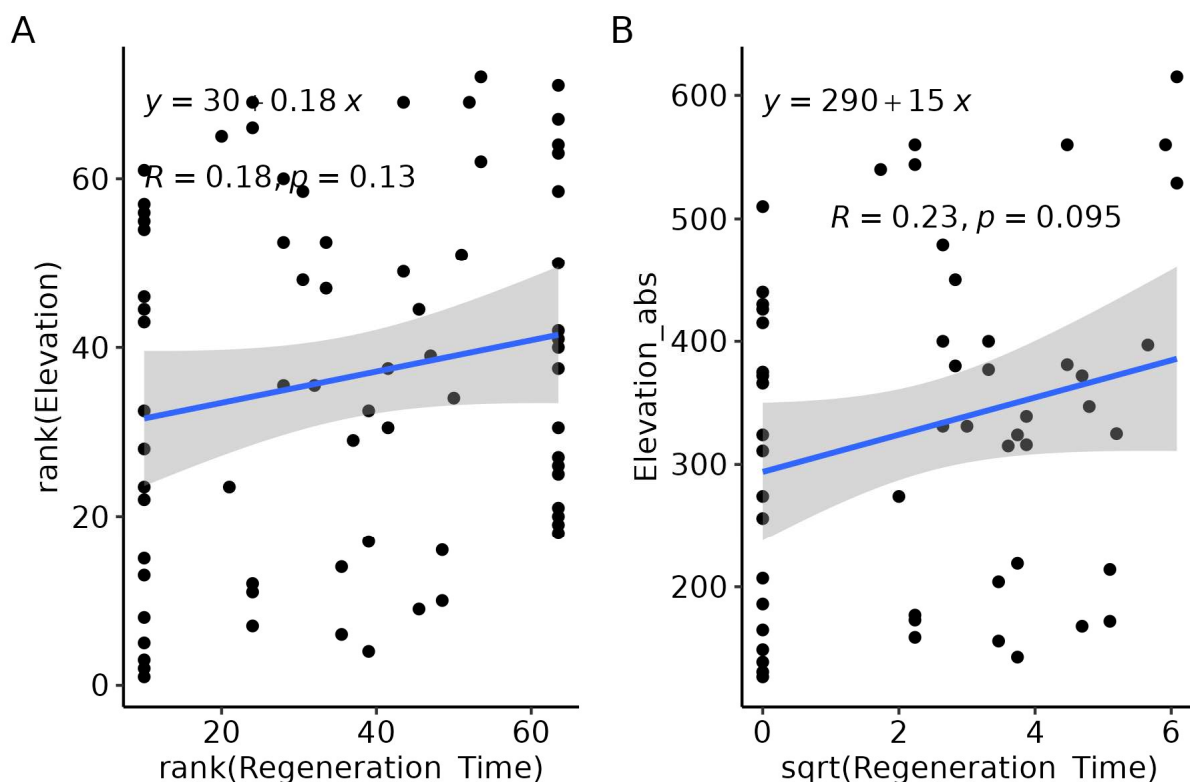 A
y = 30 + 0.18 x
R = 0.18, p = 0.13
rank(Elevation)
60
40
20
0
20 40 60
rank(Regeneration_Time)
B
y = 290 + 15 x
R = 0.23, p = 0.095
Elevation_abs
600
500
400
300
200
0 2 4 6
sqrt(Regeneration_Time)